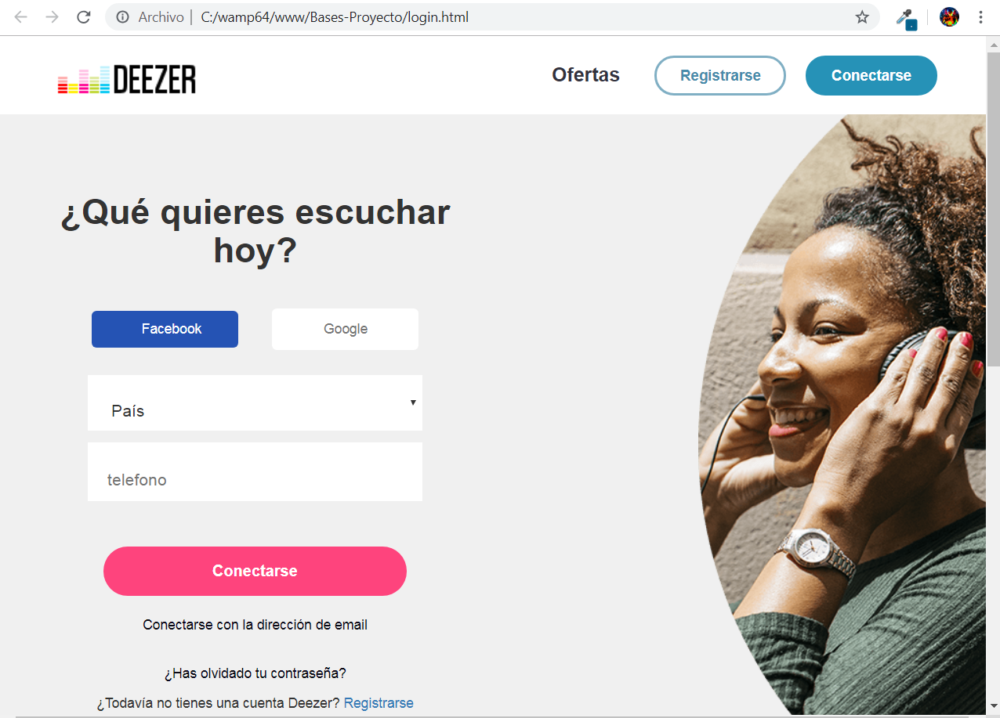 Archivo | C:/wamp64/www/Bases-Proyecto/login.html
DEEZER
Ofertas
Registrarse
Conectarse
¿Qué quieres escuchar
hoy?
Facebook
Google
País
telefono
Conectarse
Conectarse con la dirección de email
¿Has olvidado tu contraseña?
¿Todavía no tienes una cuenta Deezer? Registrarse